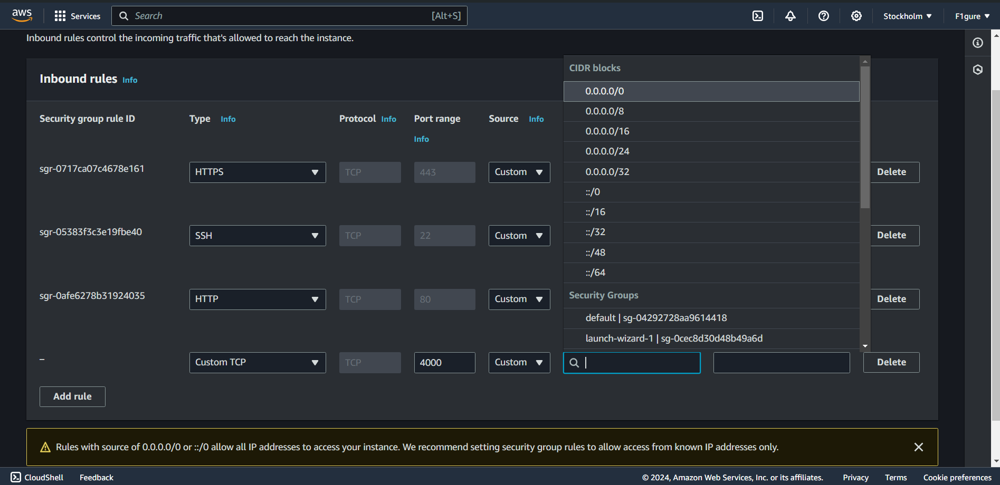 aws
Services
Search [Alt+S]
Stockholm ▼
F1gure ▼
Inbound rules control the incoming traffic that's allowed to reach the instance.
Inbound rules Info
Security group rule ID
Type Info
Protocol Info
Port range
Info
Source Info
CIDR blocks
0.0.0.0/0
0.0.0.0/8
0.0.0.0/16
0.0.0.0/24
0.0.0.0/32
::/0
::/16
::/32
::/48
::/64
Security Groups
default | sg-04292728aa9614418
launch-wizard-1 | sg-0cec8d30d48b49a6d
sgr-0717ca07c4678e161 HTTPS TCP 443 Custom Delete
sgr-05383f3c3e19fbe40 SSH TCP 22 Custom Delete
sgr-0afe6278b31924035 HTTP TCP 80 Custom Delete
– Custom TCP TCP 4000 Custom Delete
Add rule
Rules with source of 0.0.0.0/0 or ::/0 allow all IP addresses to access your instance. We recommend setting security group rules to allow access from known IP addresses only.
CloudShell Feedback © 2024, Amazon Web Services, Inc. or its affiliates. Privacy Terms Cookie preferences